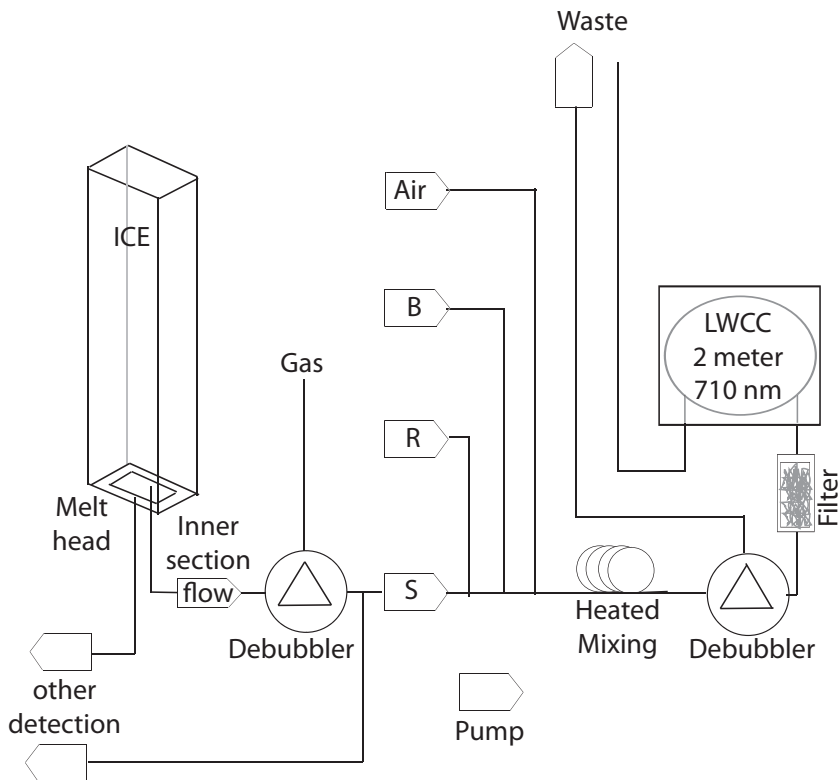 Waste
Air
ICE
B
LWCC
2 meter
710 nm
Gas
R
Melt
head
Inner
section
flow
Filter
S
Debubbler
Heated
Mixing
Debubbler
other
detection
Pump